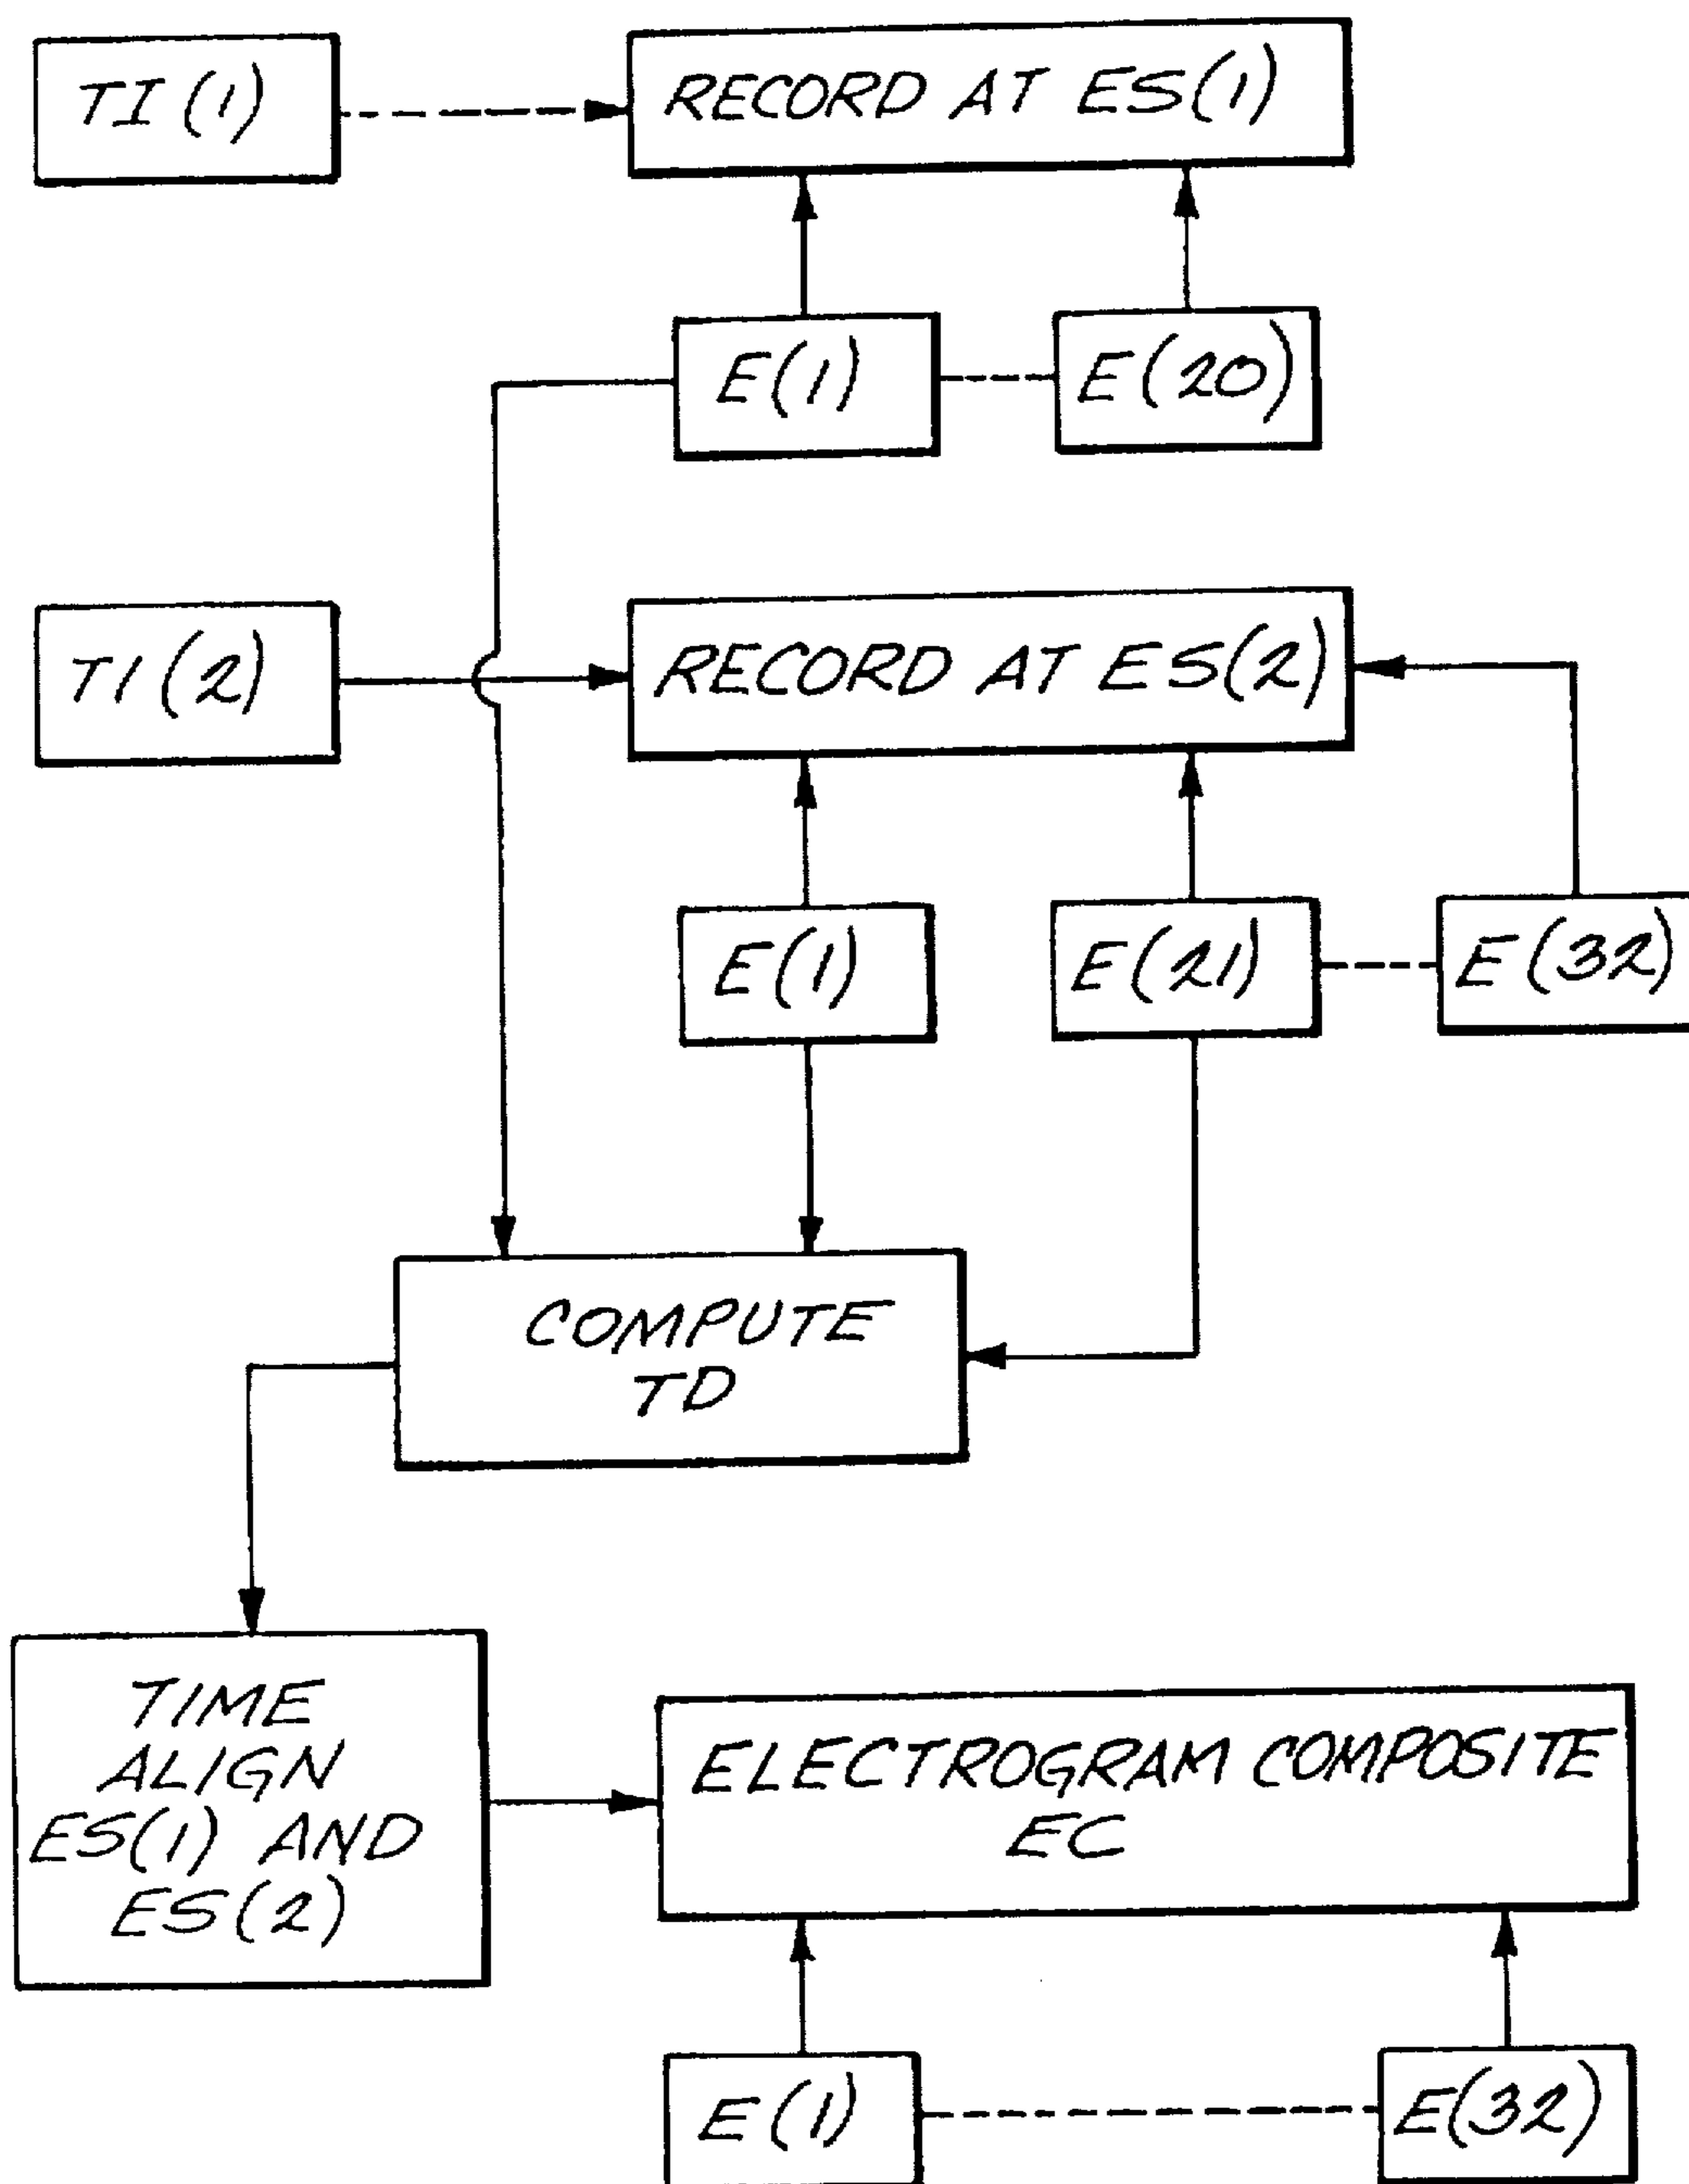 TI(1)
RECORD AT ES(1)
E(1)
E(20)
TI(2)
RECORD AT ES(2)
E(1)
E(21)
E(32)
COMPUTE
TD
TIME
ALIGN
ES(1) AND
ES(2)
ELECTROGRAM COMPOSITE
EC
E(1)
E(32)